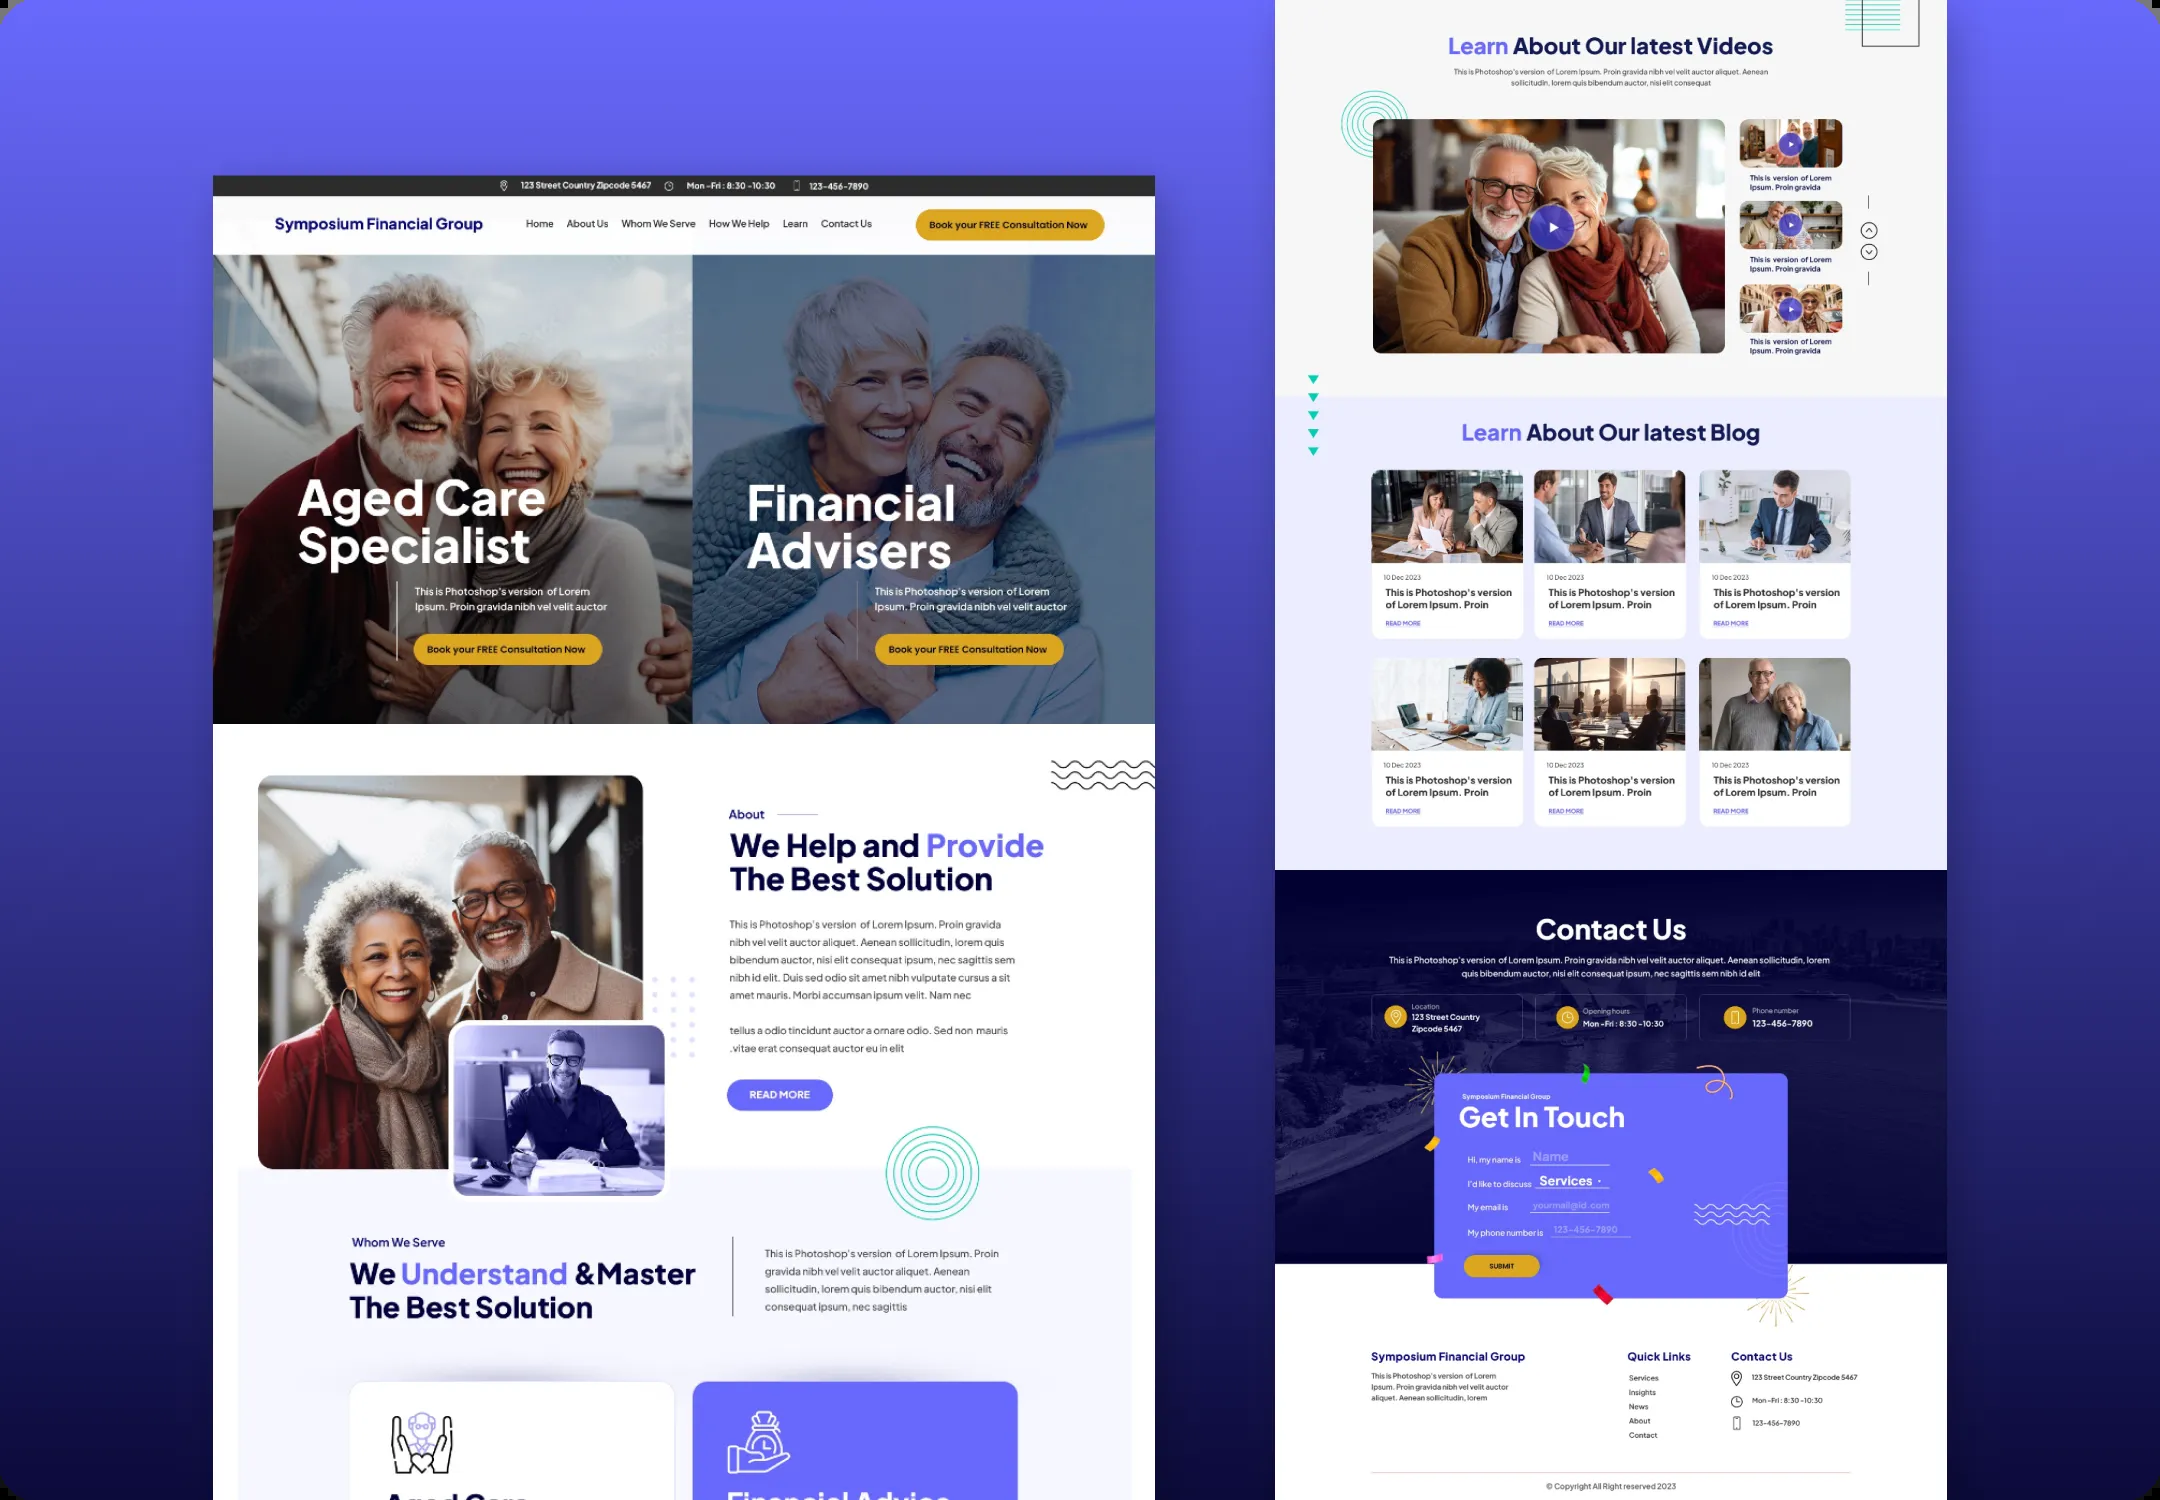 123 Street Country Zipcode 5467
Mon -Fri : 8:30 -10:30
123-456-7890
Symposium Financial Group
Home
About Us
Whom We Serve
How We Help
Learn
Contact Us
Book your FREE Consultation Now
Aged Care
Specialist
This is Photoshop's version of Lorem
Ipsum. Proin gravida nibh vel velit auctor
Book your FREE Consultation Now
Financial
Advisers
This is Photoshop's version of Lorem
Ipsum. Proin gravida nibh vel velit auctor
Book your FREE Consultation Now
About
We Help and Provide
The Best Solution
This is Photoshop's version of Lorem Ipsum. Proin gravida
nibh vel velit auctor aliquet. Aenean sollicitudin, lorem quis
bibendum auctor, nisi elit consequat ipsum, nec sagittis sem
nibh id elit. Duis sed odio sit amet nibh vulputate cursus a sit
amet mauris. Morbi accumsan ipsum velit. Nam nec
tellus a odio tincidunt auctor a ornare odio. Sed non mauris
.vitae erat consequat auctor eu in elit
READ MORE
Whom We Serve
We Understand &Master
The Best Solution
This is Photoshop's version of Lorem Ipsum. Proin
gravida nibh vel velit auctor aliquet. Aenean
sollicitudin, lorem quis bibendum auctor, nisi elit
consequat ipsum, nec sagittis
Aged Care
Financial Advice
Learn About Our latest Videos
This is Photoshop's version of Lorem Ipsum. Proin gravida nibh vel velit auctor aliquet. Aenean
sollicitudin, lorem quis bibendum auctor, nisi elit consequat
This is version of Lorem
Ipsum. Proin gravida
This is version of Lorem
Ipsum. Proin gravida
This is version of Lorem
Ipsum. Proin gravida
Learn About Our latest Blog
10 Dec 2023
This is Photoshop's version
of Lorem Ipsum. Proin
READ MORE
10 Dec 2023
This is Photoshop's version
of Lorem Ipsum. Proin
READ MORE
10 Dec 2023
This is Photoshop's version
of Lorem Ipsum. Proin
READ MORE
10 Dec 2023
This is Photoshop's version
of Lorem Ipsum. Proin
READ MORE
10 Dec 2023
This is Photoshop's version
of Lorem Ipsum. Proin
READ MORE
10 Dec 2023
This is Photoshop's version
of Lorem Ipsum. Proin
READ MORE
Contact Us
This is Photoshop's version of Lorem Ipsum. Proin gravida nibh vel velit auctor aliquet. Aenean sollicitudin, lorem
quis bibendum auctor, nisi elit consequat ipsum, nec sagittis sem nibh id elit
Location
123 Street Country
Zipcode 5467
Opening hours
Mon -Fri : 8:30 -10:30
Phone number
123-456-7890
Symposium Financial Group
Get In Touch
Hi, my name is Name
I'd like to discuss Services
My email is yourmail@id.com
My phone number is 123-456-7890
SUBMIT
Symposium Financial Group
This is Photoshop's version of Lorem
Ipsum. Proin gravida nibh vel velit auctor
aliquet. Aenean sollicitudin, lorem
Quick Links
Services
Insights
News
About
Contact
Contact Us
123 Street Country Zipcode 5467
Mon -Fri : 8:30 -10:30
123-456-7890
© Copyright All Right reserved 2023